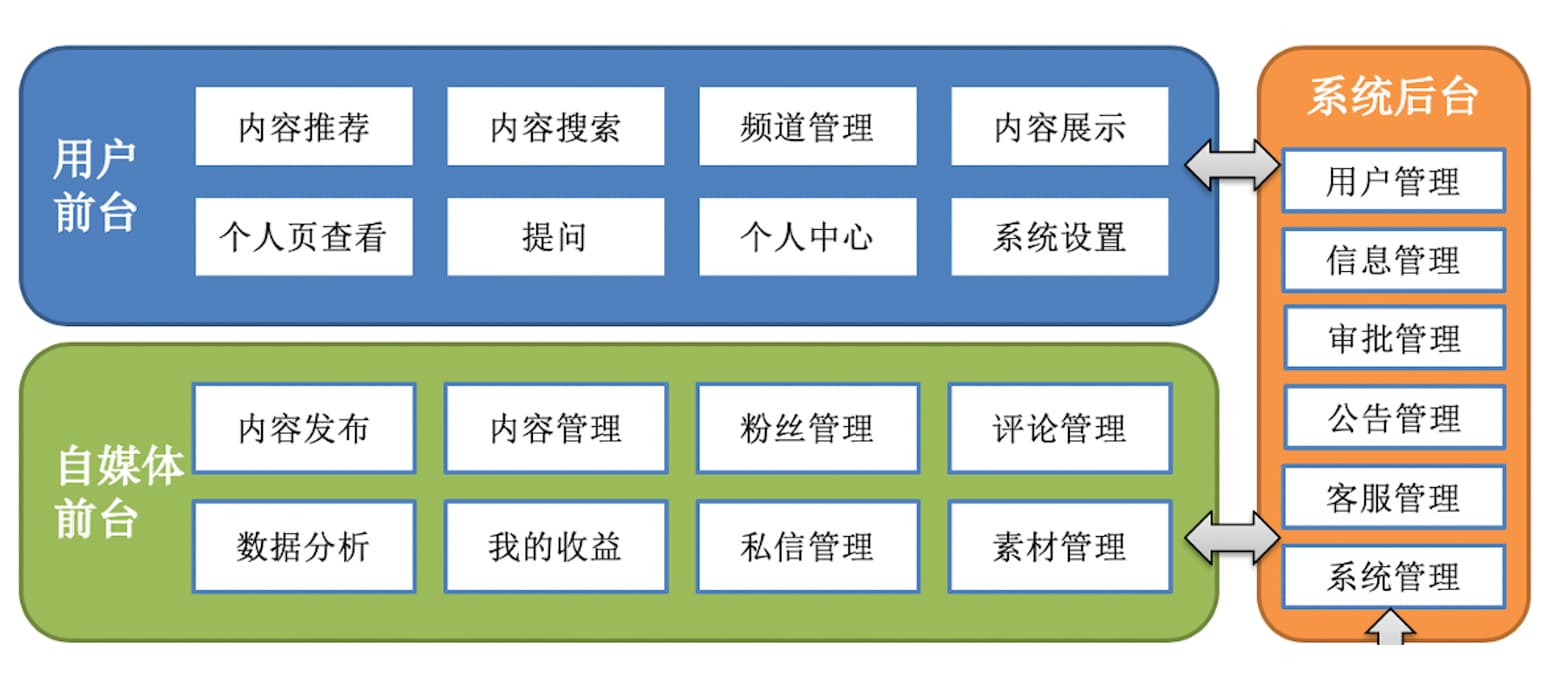 用户
前台
内容推荐
内容搜索
频道管理
内容展示
个人页查看
提问
个人中心
系统设置
自媒体
前台
内容发布
内容管理
粉丝管理
评论管理
数据分析
我的收益
私信管理
素材管理
系统后台
用户管理
信息管理
审批管理
公告管理
客服管理
系统管理